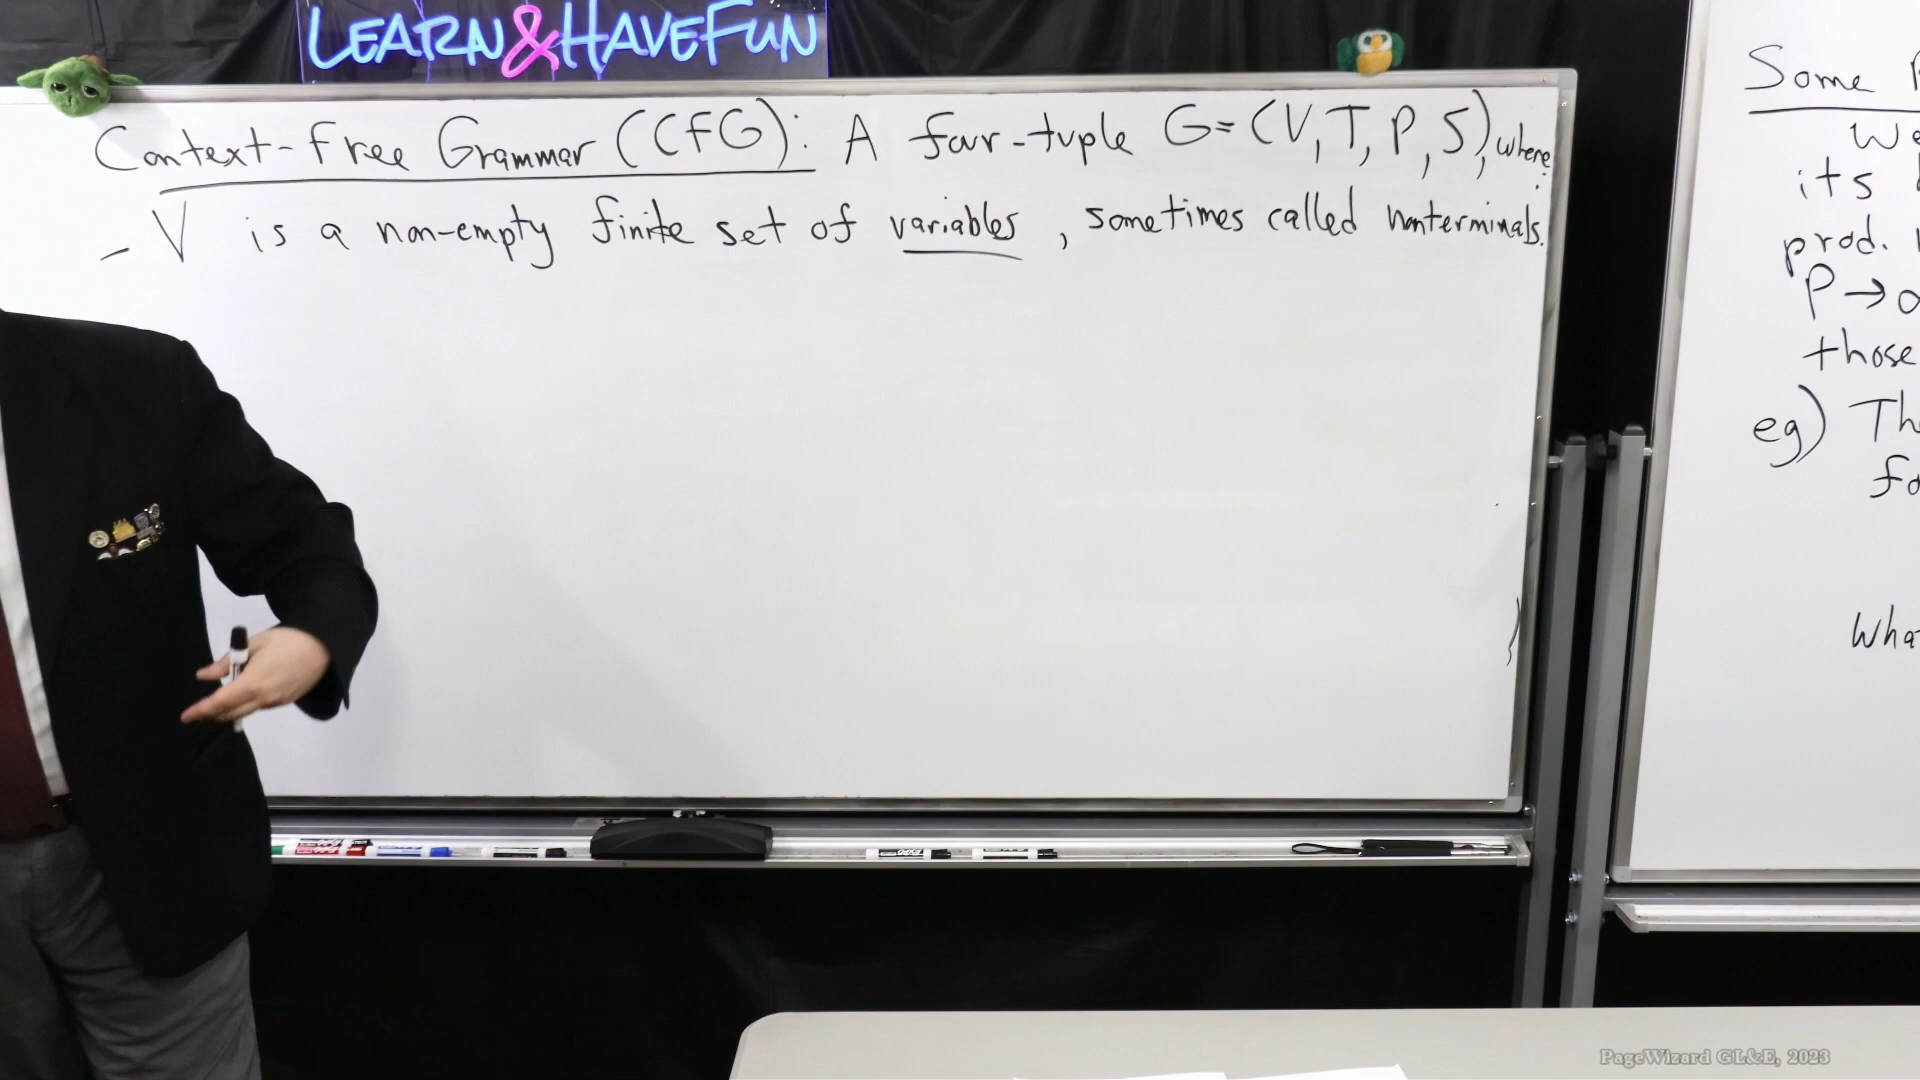 LEARN&HAVEFUN
Context-Free Grammar (CFG): A four-tuple G=(V,T,P,S), where:
- V is a non-empty finite set of variables, sometimes called nonterminals.
Some
We
its
prod.
P→
those
eg) Th
fo
What
PageWizard GL&E, 2023